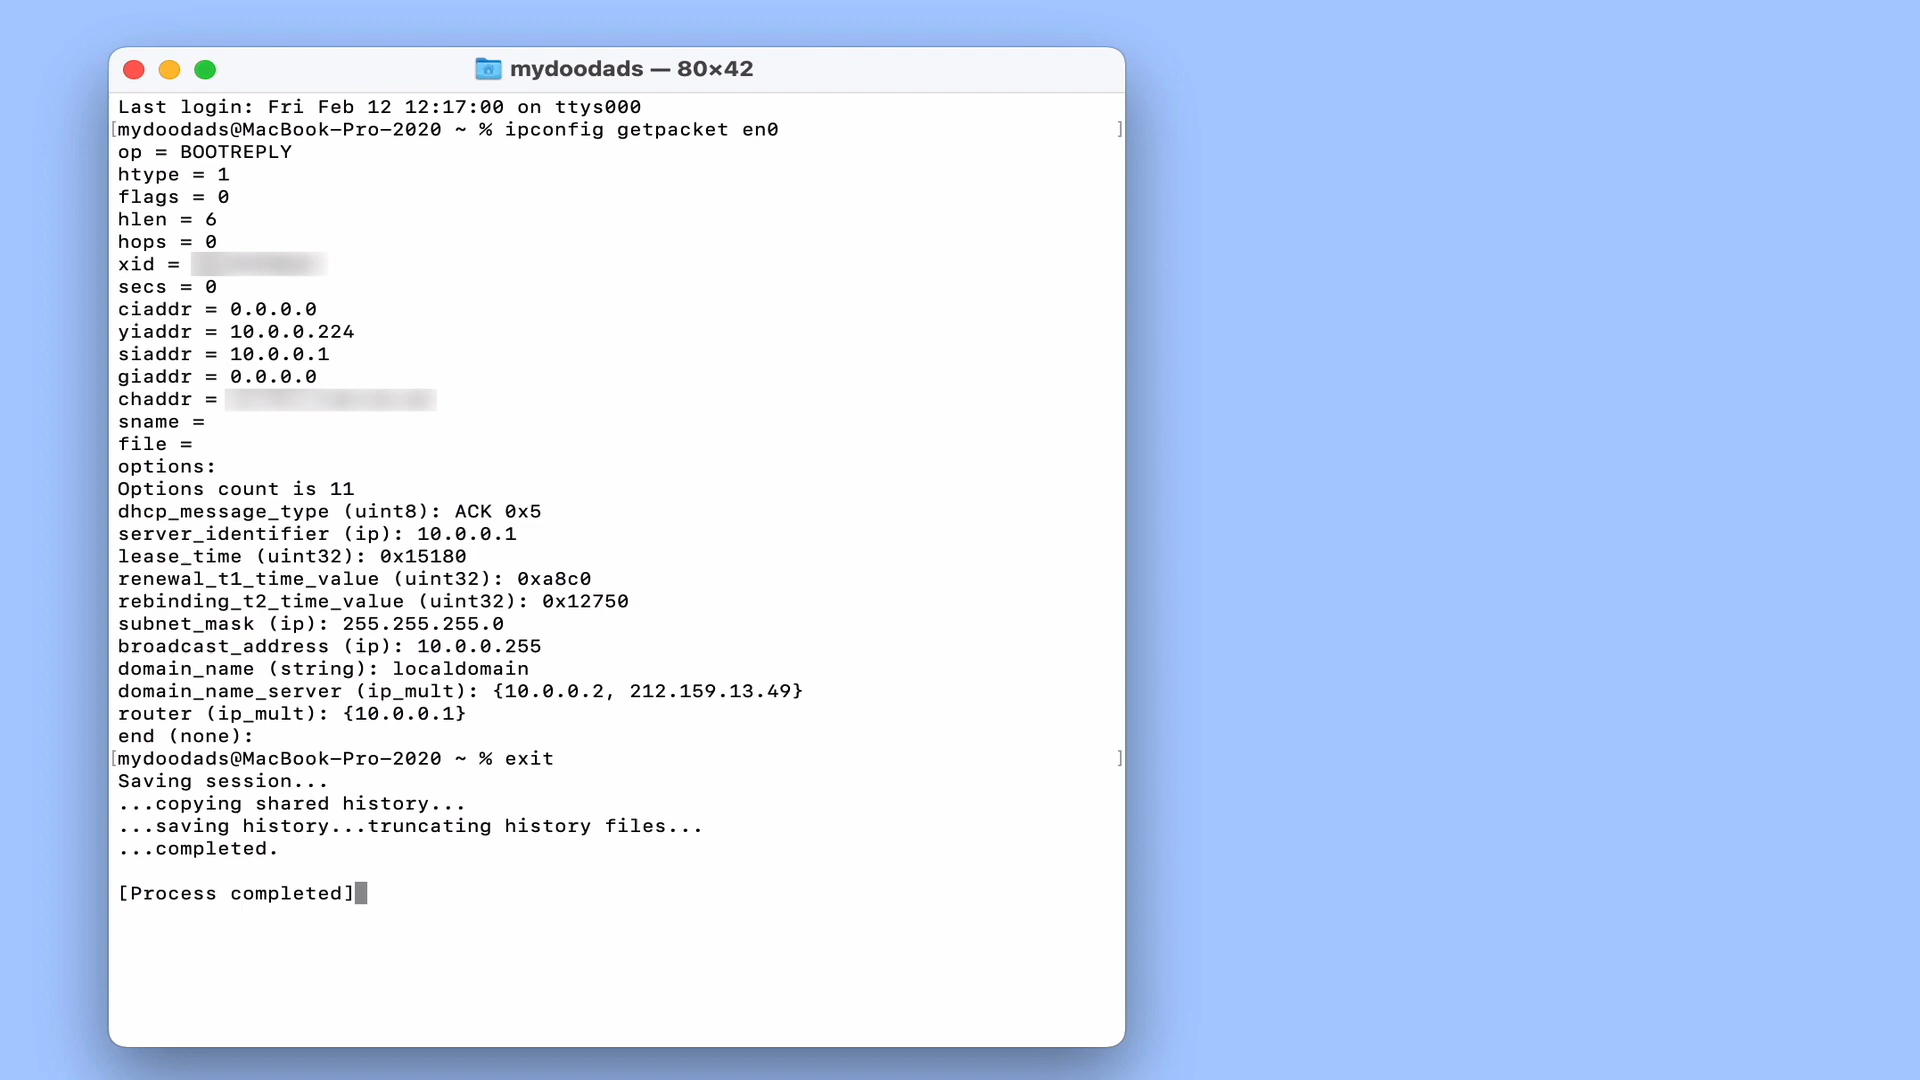 mydoodads — 80×42
Last login: Fri Feb 12 12:17:00 on ttys000
[mydoodads@MacBook-Pro-2020 ~ % ipconfig getpacket en0 ]
op = BOOTREPLY
htype = 1
flags = 0
hlen = 6
hops = 0
xid =
secs = 0
ciaddr = 0.0.0.0
yiaddr = 10.0.0.224
siaddr = 10.0.0.1
giaddr = 0.0.0.0
chaddr =
sname =
file =
options:
Options count is 11
dhcp_message_type (uint8): ACK 0x5
server_identifier (ip): 10.0.0.1
lease_time (uint32): 0x15180
renewal_t1_time_value (uint32): 0xa8c0
rebinding_t2_time_value (uint32): 0x12750
subnet_mask (ip): 255.255.255.0
broadcast_address (ip): 10.0.0.255
domain_name (string): localdomain
domain_name_server (ip_mult): {10.0.0.2, 212.159.13.49}
router (ip_mult): {10.0.0.1}
end (none):
[mydoodads@MacBook-Pro-2020 ~ % exit ]
Saving session...
...copying shared history...
...saving history...truncating history files...
...completed.
[Process completed]